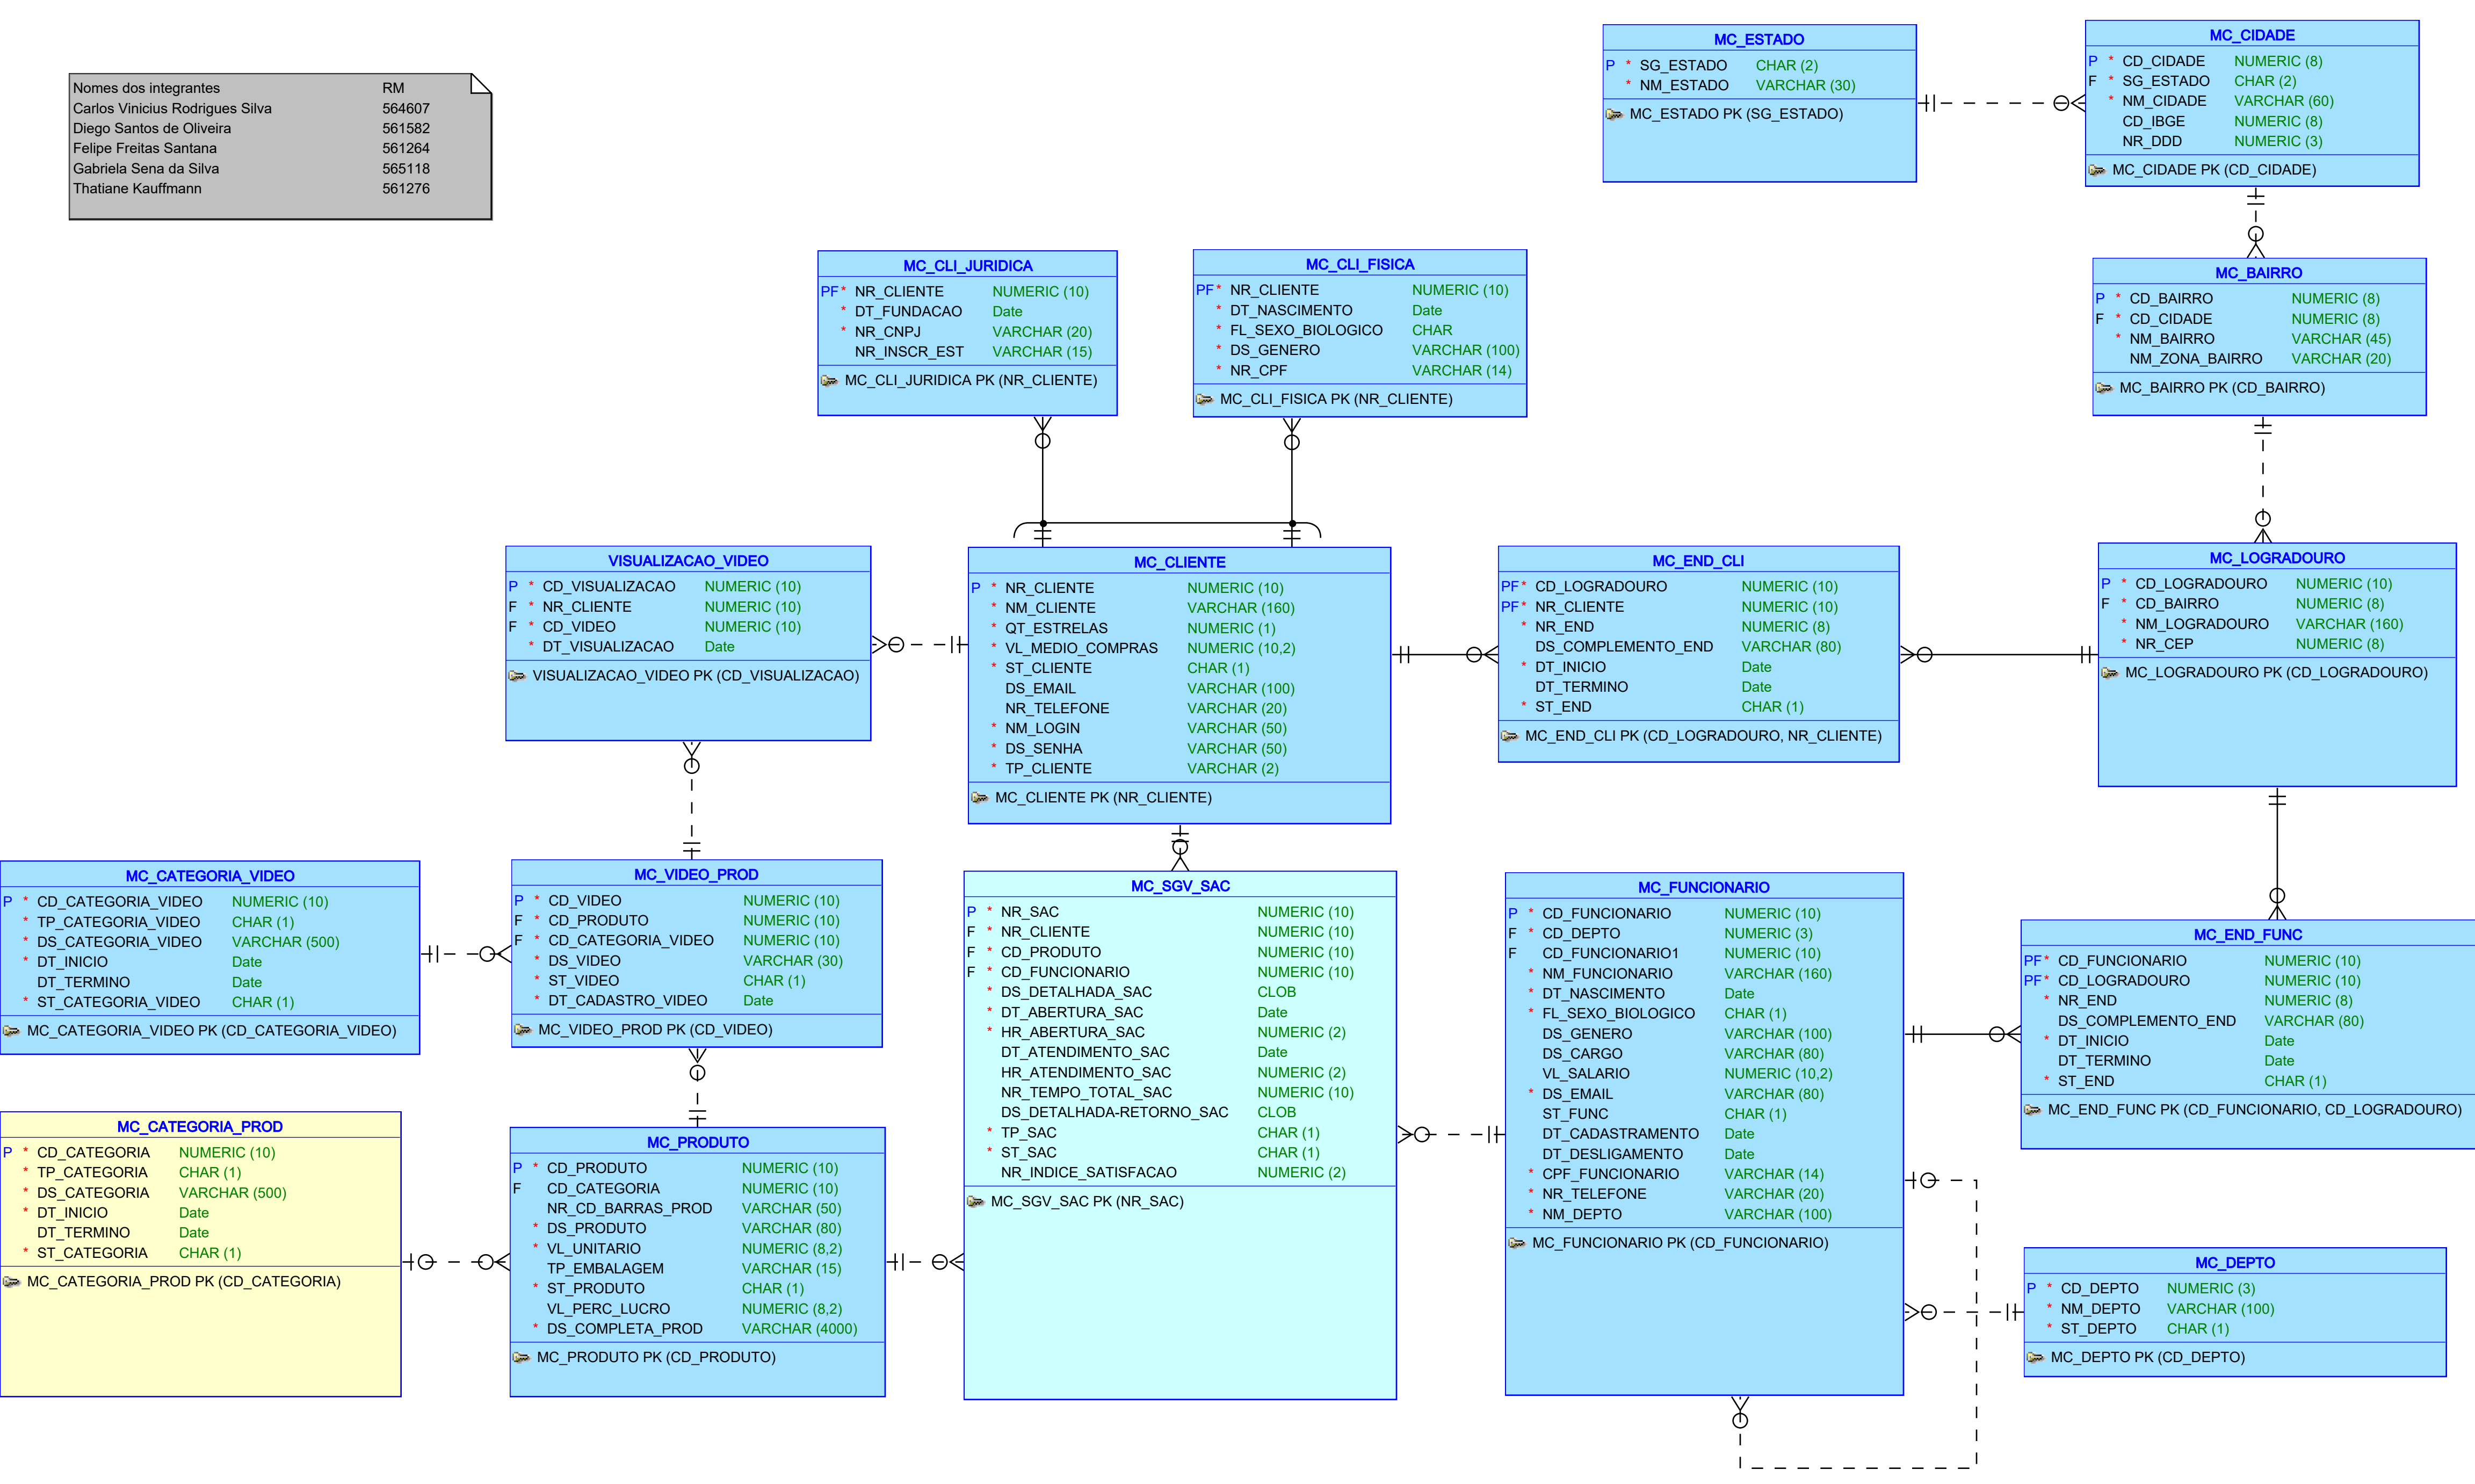 Nomes dos integrantes RM
Carlos Vinicius Rodrigues Silva 564607
Diego Santos de Oliveira 561582
Felipe Freitas Santana 561264
Gabriela Sena da Silva 565118
Thatiane Kauffmann 561276
MC_ESTADO
P * SG_ESTADO CHAR (2)
* NM_ESTADO VARCHAR (30)
MC_ESTADO PK (SG_ESTADO)
MC_CIDADE
P * CD_CIDADE NUMERIC (8)
F * SG_ESTADO CHAR (2)
* NM_CIDADE VARCHAR (60)
CD_IBGE NUMERIC (8)
NR_DDD NUMERIC (3)
MC_CIDADE PK (CD_CIDADE)
MC_CLI_JURIDICA
PF * NR_CLIENTE NUMERIC (10)
* DT_FUNDACAO Date
* NR_CNPJ VARCHAR (20)
NR_INSCR_EST VARCHAR (15)
MC_CLI_JURIDICA PK (NR_CLIENTE)
MC_CLI_FISICA
PF * NR_CLIENTE NUMERIC (10)
* DT_NASCIMENTO Date
* FL_SEXO_BIOLOGICO CHAR
* DS_GENERO VARCHAR (100)
* NR_CPF VARCHAR (14)
MC_CLI_FISICA PK (NR_CLIENTE)
MC_BAIRRO
P * CD_BAIRRO NUMERIC (8)
F * CD_CIDADE NUMERIC (8)
* NM_BAIRRO VARCHAR (45)
NM_ZONA_BAIRRO VARCHAR (20)
MC_BAIRRO PK (CD_BAIRRO)
VISUALIZACAO_VIDEO
P * CD_VISUALIZACAO NUMERIC (10)
F * NR_CLIENTE NUMERIC (10)
F * CD_VIDEO NUMERIC (10)
* DT_VISUALIZACAO Date
VISUALIZACAO_VIDEO PK (CD_VISUALIZACAO)
MC_CLIENTE
P * NR_CLIENTE NUMERIC (10)
* NM_CLIENTE VARCHAR (160)
* QT_ESTRELAS NUMERIC (1)
* VL_MEDIO_COMPRAS NUMERIC (10,2)
* ST_CLIENTE CHAR (1)
DS_EMAIL VARCHAR (100)
NR_TELEFONE VARCHAR (20)
* NM_LOGIN VARCHAR (50)
* DS_SENHA VARCHAR (50)
* TP_CLIENTE VARCHAR (2)
MC_CLIENTE PK (NR_CLIENTE)
MC_END_CLI
PF * CD_LOGRADOURO NUMERIC (10)
PF * NR_CLIENTE NUMERIC (10)
* NR_END NUMERIC (8)
DS_COMPLEMENTO_END VARCHAR (80)
* DT_INICIO Date
DT_TERMINO Date
* ST_END CHAR (1)
MC_END_CLI PK (CD_LOGRADOURO, NR_CLIENTE)
MC_LOGRADOURO
P * CD_LOGRADOURO NUMERIC (10)
F * CD_BAIRRO NUMERIC (8)
* NM_LOGRADOURO VARCHAR (160)
* NR_CEP NUMERIC (8)
MC_LOGRADOURO PK (CD_LOGRADOURO)
MC_CATEGORIA_VIDEO
P * CD_CATEGORIA_VIDEO NUMERIC (10)
* TP_CATEGORIA_VIDEO CHAR (1)
* DS_CATEGORIA_VIDEO VARCHAR (500)
* DT_INICIO Date
DT_TERMINO Date
* ST_CATEGORIA_VIDEO CHAR (1)
MC_CATEGORIA_VIDEO PK (CD_CATEGORIA_VIDEO)
MC_VIDEO_PROD
P * CD_VIDEO NUMERIC (10)
F * CD_PRODUTO NUMERIC (10)
F * CD_CATEGORIA_VIDEO NUMERIC (10)
* DS_VIDEO VARCHAR (30)
* ST_VIDEO CHAR (1)
* DT_CADASTRO_VIDEO Date
MC_VIDEO_PROD PK (CD_VIDEO)
MC_SGV_SAC
P * NR_SAC NUMERIC (10)
F * NR_CLIENTE NUMERIC (10)
F * CD_PRODUTO NUMERIC (10)
F * CD_FUNCIONARIO NUMERIC (10)
* DS_DETALHADA_SAC CLOB
* DT_ABERTURA_SAC Date
* HR_ABERTURA_SAC NUMERIC (2)
DT_ATENDIMENTO_SAC Date
HR_ATENDIMENTO_SAC NUMERIC (2)
NR_TEMPO_TOTAL_SAC NUMERIC (10)
DS_DETALHADA-RETORNO_SAC CLOB
* TP_SAC CHAR (1)
* ST_SAC CHAR (1)
NR_INDICE_SATISFACAO NUMERIC (2)
MC_SGV_SAC PK (NR_SAC)
MC_FUNCIONARIO
P * CD_FUNCIONARIO NUMERIC (10)
F * CD_DEPTO NUMERIC (3)
F CD_FUNCIONARIO1 NUMERIC (10)
* NM_FUNCIONARIO VARCHAR (160)
* DT_NASCIMENTO Date
* FL_SEXO_BIOLOGICO CHAR (1)
DS_GENERO VARCHAR (100)
DS_CARGO VARCHAR (80)
VL_SALARIO NUMERIC (10,2)
* DS_EMAIL VARCHAR (80)
ST_FUNC CHAR (1)
DT_CADASTRAMENTO Date
DT_DESLIGAMENTO Date
* CPF_FUNCIONARIO VARCHAR (14)
* NR_TELEFONE VARCHAR (20)
* NM_DEPTO VARCHAR (100)
MC_FUNCIONARIO PK (CD_FUNCIONARIO)
MC_END_FUNC
PF * CD_FUNCIONARIO NUMERIC (10)
PF * CD_LOGRADOURO NUMERIC (10)
* NR_END NUMERIC (8)
DS_COMPLEMENTO_END VARCHAR (80)
* DT_INICIO Date
DT_TERMINO Date
* ST_END CHAR (1)
MC_END_FUNC PK (CD_FUNCIONARIO, CD_LOGRADOURO)
MC_CATEGORIA_PROD
P * CD_CATEGORIA NUMERIC (10)
* TP_CATEGORIA CHAR (1)
* DS_CATEGORIA VARCHAR (500)
* DT_INICIO Date
DT_TERMINO Date
* ST_CATEGORIA CHAR (1)
MC_CATEGORIA_PROD PK (CD_CATEGORIA)
MC_PRODUTO
P * CD_PRODUTO NUMERIC (10)
F CD_CATEGORIA NUMERIC (10)
NR_CD_BARRAS_PROD VARCHAR (50)
* DS_PRODUTO VARCHAR (80)
* VL_UNITARIO NUMERIC (8,2)
TP_EMBALAGEM VARCHAR (15)
* ST_PRODUTO CHAR (1)
VL_PERC_LUCRO NUMERIC (8,2)
* DS_COMPLETA_PROD VARCHAR (4000)
MC_PRODUTO PK (CD_PRODUTO)
MC_DEPTO
P * CD_DEPTO NUMERIC (3)
* NM_DEPTO VARCHAR (100)
* ST_DEPTO CHAR (1)
MC_DEPTO PK (CD_DEPTO)